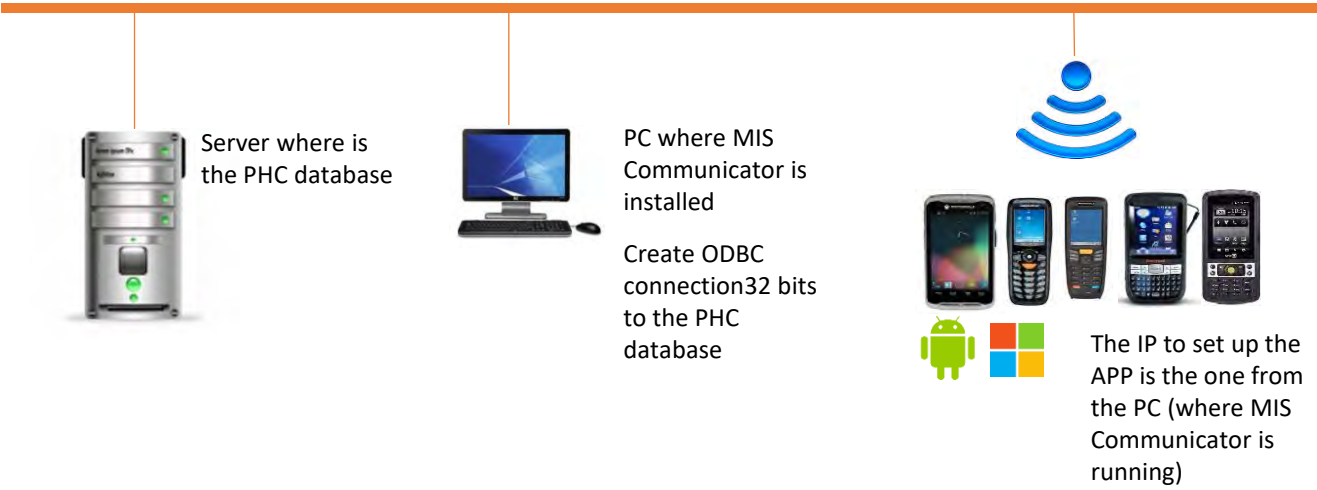 Server where is
the PHC database
PC where MIS
Communicator is
installed
Create ODBC
connection32 bits
to the PHC
database
The IP to set up the
APP is the one from
the PC (where MIS
Communicator is
running)